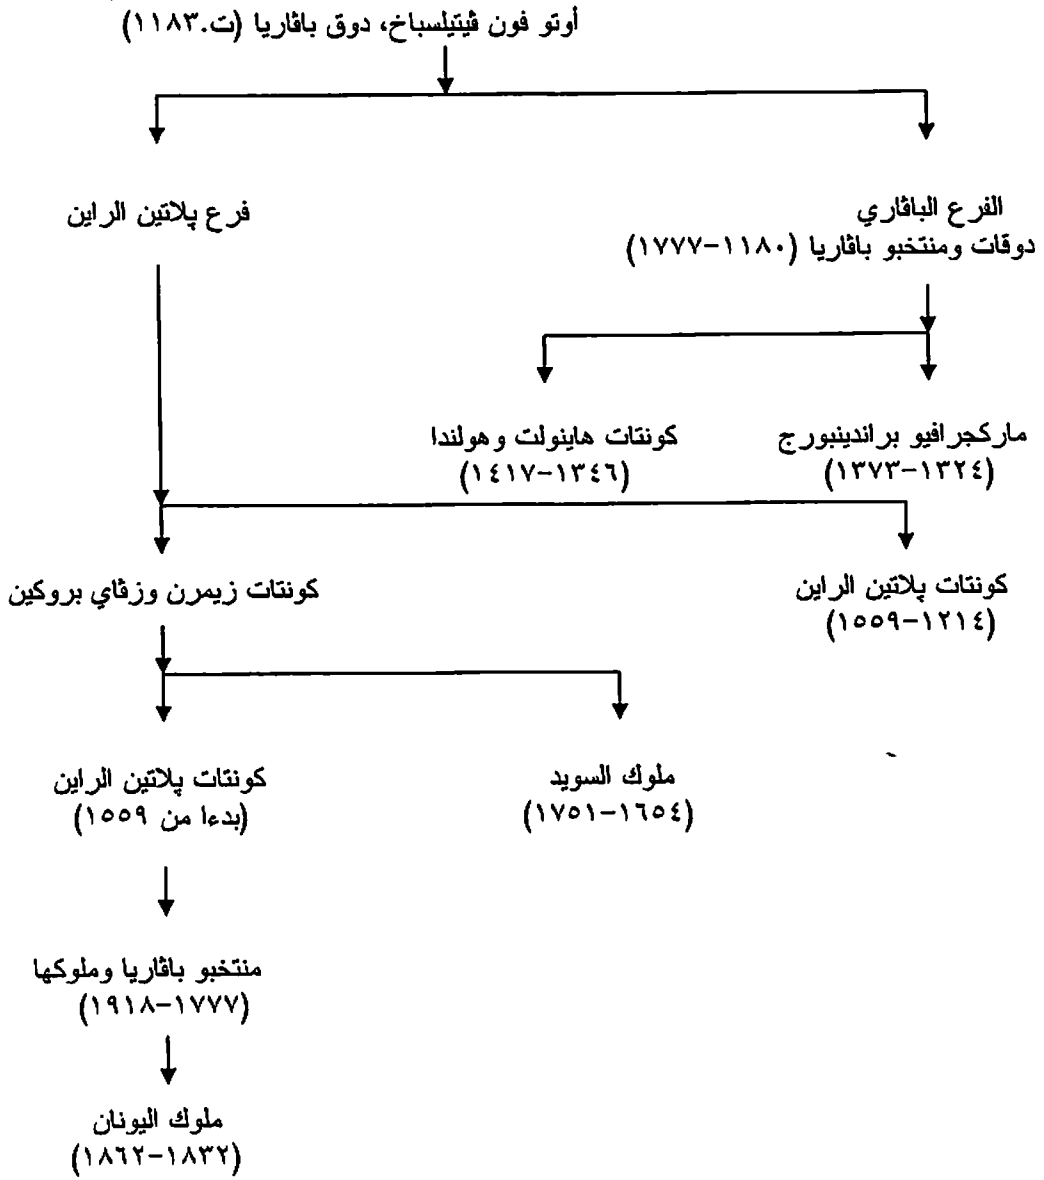 أوتو فون ڤيتيلسباخ، دوق باڤاريا (ت.١١٨٣)
الفرع الباڤاري
دوقات ومنتخبو باڤاريا (١١٨٠-١٧٧٧)
فرع پلاتين الراين
ماركجرافيو براندينبورج
(١٣٢٤-١٣٧٣)
كونتات هاينولت وهولندا
(١٣٤٦-١٤١٧)
كونتات پلاتين الراين
(١٢١٤-١٥٥٩)
كونتات زيمرن وزڤاي بروكين
ملوك السويد
(١٦٥٤-١٧٥١)
كونتات پلاتين الراين
(بدءا من ١٥٥٩)
منتخبو باڤاريا وملوكها
(١٧٧٧-١٩١٨)
ملوك اليونان
(١٨٣٢-١٨٦٢)